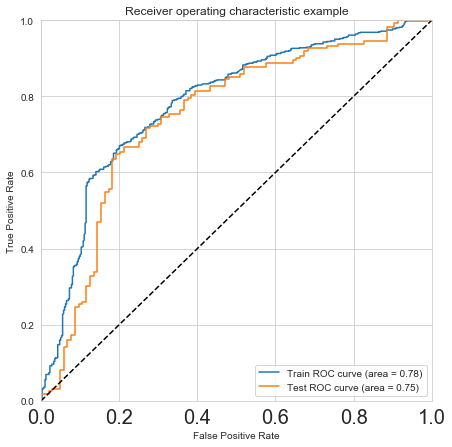 Receiver operating characteristic example
1.0
0.8
0.6
0.4
0.2
0.0
True Positive Rate
Train ROC curve (area = 0.78)
Test ROC curve (area = 0.75)
0.0 0.2 0.4 0.6 0.8 1.0
False Positive Rate